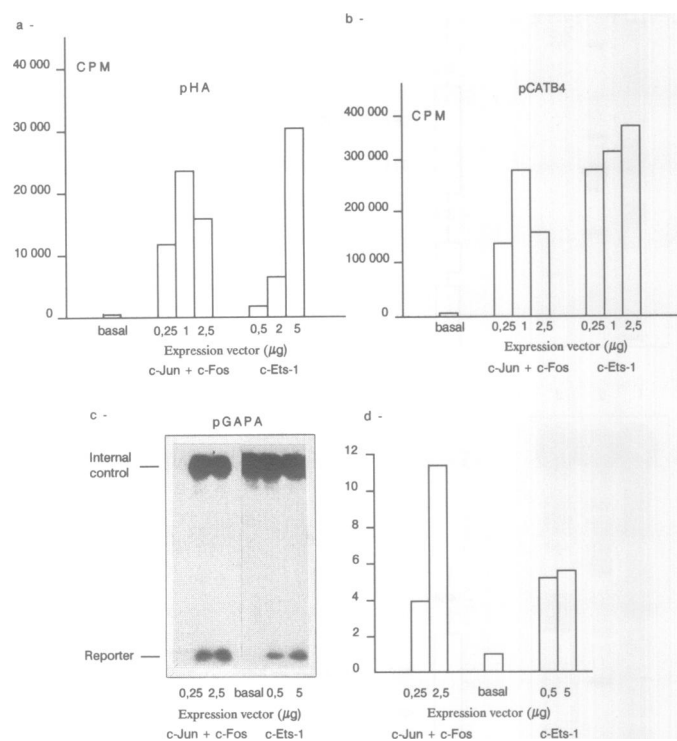 a -
40 000
CPM
pHA
30 000
20 000
10 000
0
basal 0,25 1 2,5 0,5 2 5
Expression vector (μg)
c-Jun + c-Fos c-Ets-1
b -
pCATB4
400 000
CPM
300 000
200 000
100 000
0
basal 0,25 1 2,5 0,25 1 2,5
Expression vector (μg)
c-Jun + c-Fos c-Ets-1
c -
pGAPA
Internal
control
Reporter
0,25 2,5 basal 0,5 5
Expression vector (μg)
c-Jun + c-Fos c-Ets-1
d -
12
10
8
6
4
2
0
0,25 2,5 basal 0,5 5
Expression vector (μg)
c-Jun + c-Fos c-Ets-1